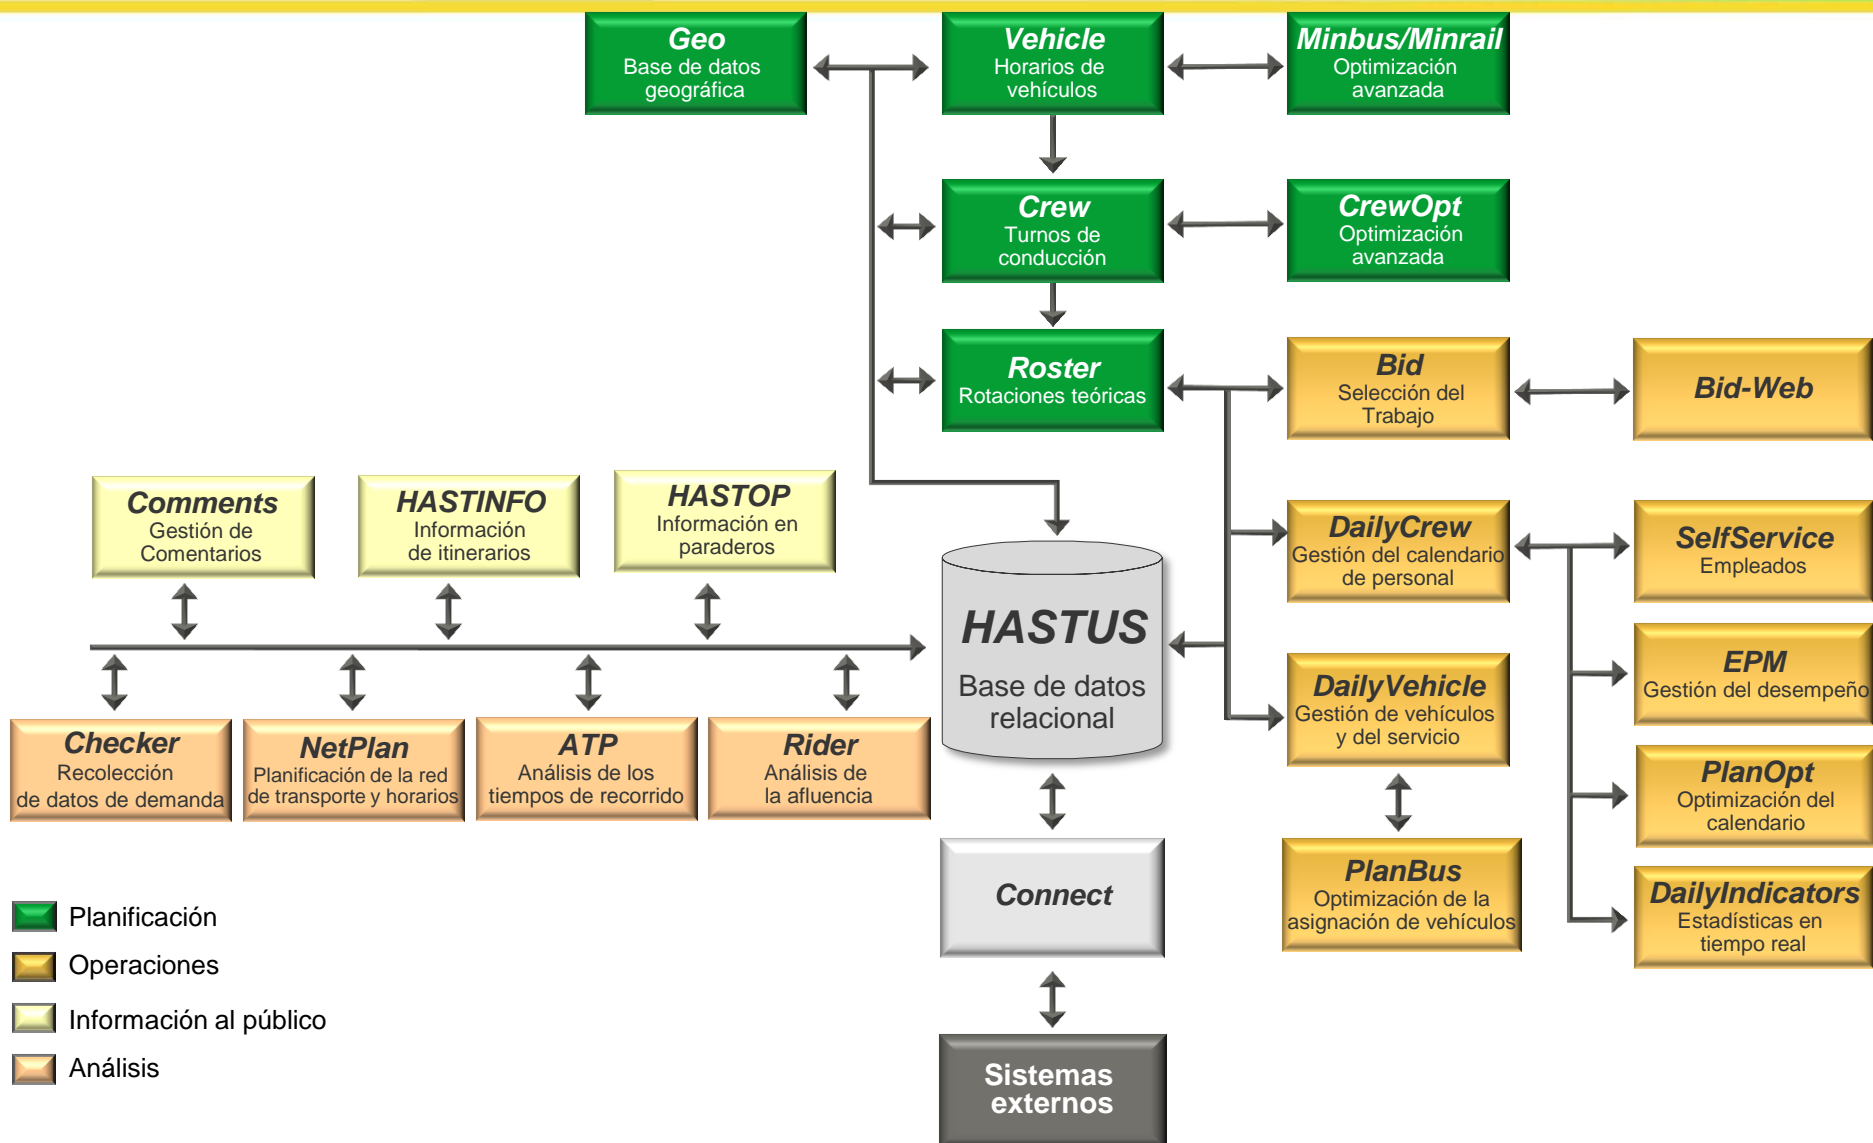 Geo
Base de datos
geográfica
Vehicle
Horarios de
vehículos
Minbus/Minrail
Optimización
avanzada
Crew
Turnos de
conducción
CrewOpt
Optimización
avanzada
Roster
Rotaciones teóricas
Bid
Selección del
Trabajo
Bid-Web
Comments
Gestión de
Comentarios
HASTINFO
Información
de itinerarios
HASTOP
Información en
paraderos
DailyCrew
Gestión del calendario
de personal
SelfService
Empleados
HASTUS
Base de datos
relacional
DailyVehicle
Gestión de vehículos
y del servicio
EPM
Gestión del desempeño
Checker
Recolección
de datos de demanda
NetPlan
Planificación de la red
de transporte y horarios
ATP
Análisis de los
tiempos de recorrido
Rider
Análisis de
la afluencia
PlanOpt
Optimización del
calendario
Connect
PlanBus
Optimización de la
asignación de vehículos
DailyIndicators
Estadísticas en
tiempo real
Planificación
Operaciones
Información al público
Análisis
Sistemas
externos